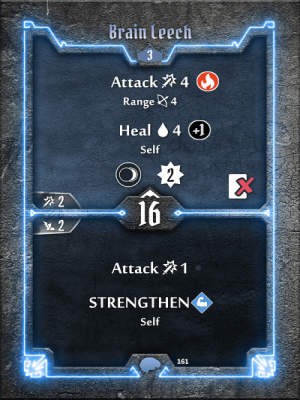 Brain Leech
3
Attack 4
Range 4
Heal 4 +1
Self
2
2
16
2
Attack 1
STRENGTHEN
Self
161